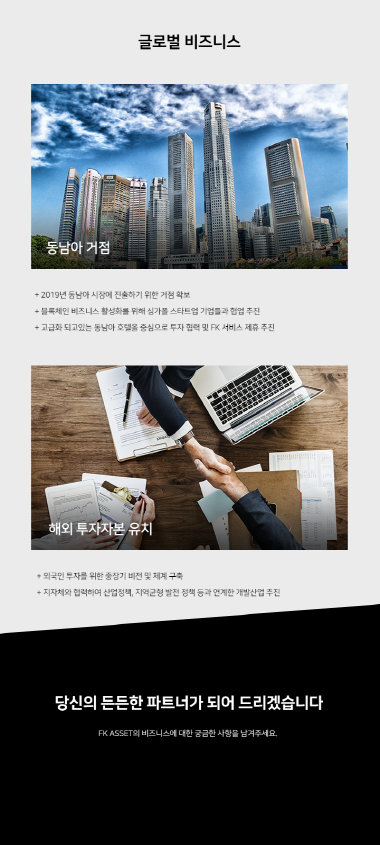 글로벌 비즈니스
동남아 거점
+ 2019년 동남아 시장에 진출하기 위한 거점 확보
+ 블록체인 비즈니스 활성화를 위해 싱가폴 스타트업 기업들과 협업 추진
+ 고급화 되고있는 동남아 호텔을 중심으로 투자 협력 및 FK 서비스 제휴 추진
해외 투자자본 유치
+ 외국인 투자를 위한 중장기 비전 및 체계 구축
+ 지자체와 협력하여 산업정책, 지역균형 발전 정책 등과 연계한 개발산업 추진
당신의 든든한 파트너가 되어 드리겠습니다
FK ASSET의 비즈니스에 대한 궁금한 사항을 남겨주세요.